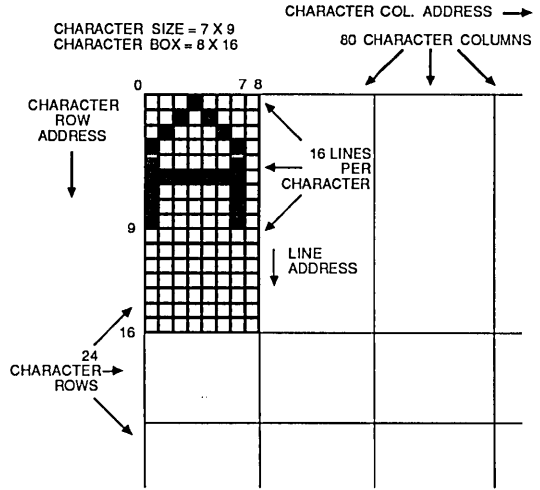 CHARACTER COL. ADDRESS
CHARACTER SIZE = 7 X 9
CHARACTER BOX = 8 X 16
80 CHARACTER COLUMNS
0
7 8
CHARACTER
ROW
ADDRESS
16 LINES
PER
CHARACTER
9
LINE
ADDRESS
16
24
CHARACTER
ROWS